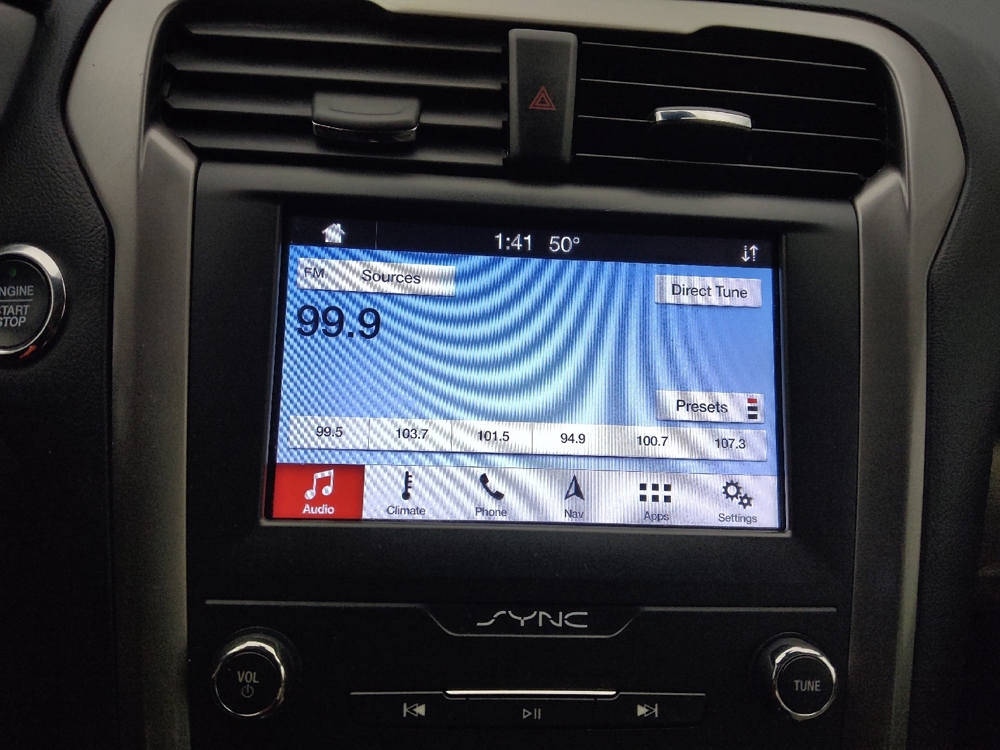 1:41 50°
FM Sources
Direct Tune
99.9
Presets
99.5 103.7 101.5 94.9 100.7 107.3
Audio Climate Phone Nav Apps Settings
ENGINE
START
STOP
SYNC
VOL
TUNE